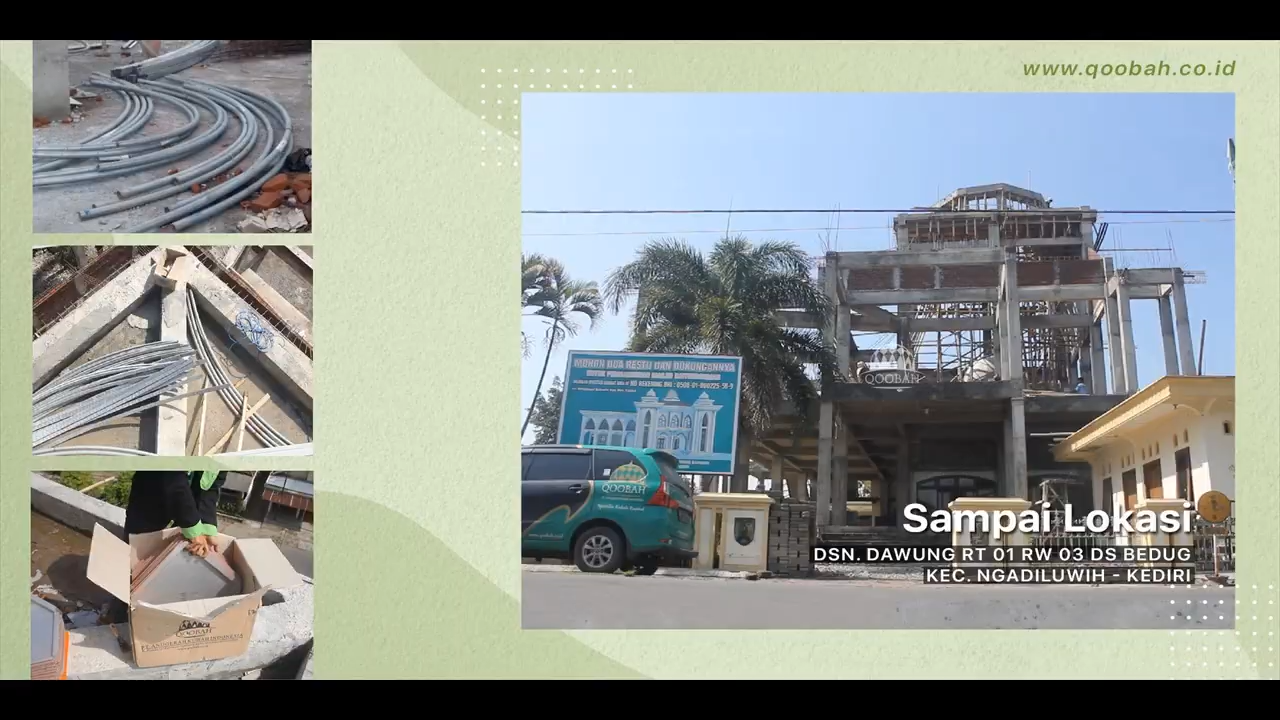 www.qoobah.co.id
MOHON DOA RESTU DAN DUKUNGANNYA
QOOBAH
QOOBAH
Sampai Lokasi
DSN. DAWUNG RT 01 RW 03 DS BEDUG
KEC. NGADILUWIH - KEDIRI
QOOBAH